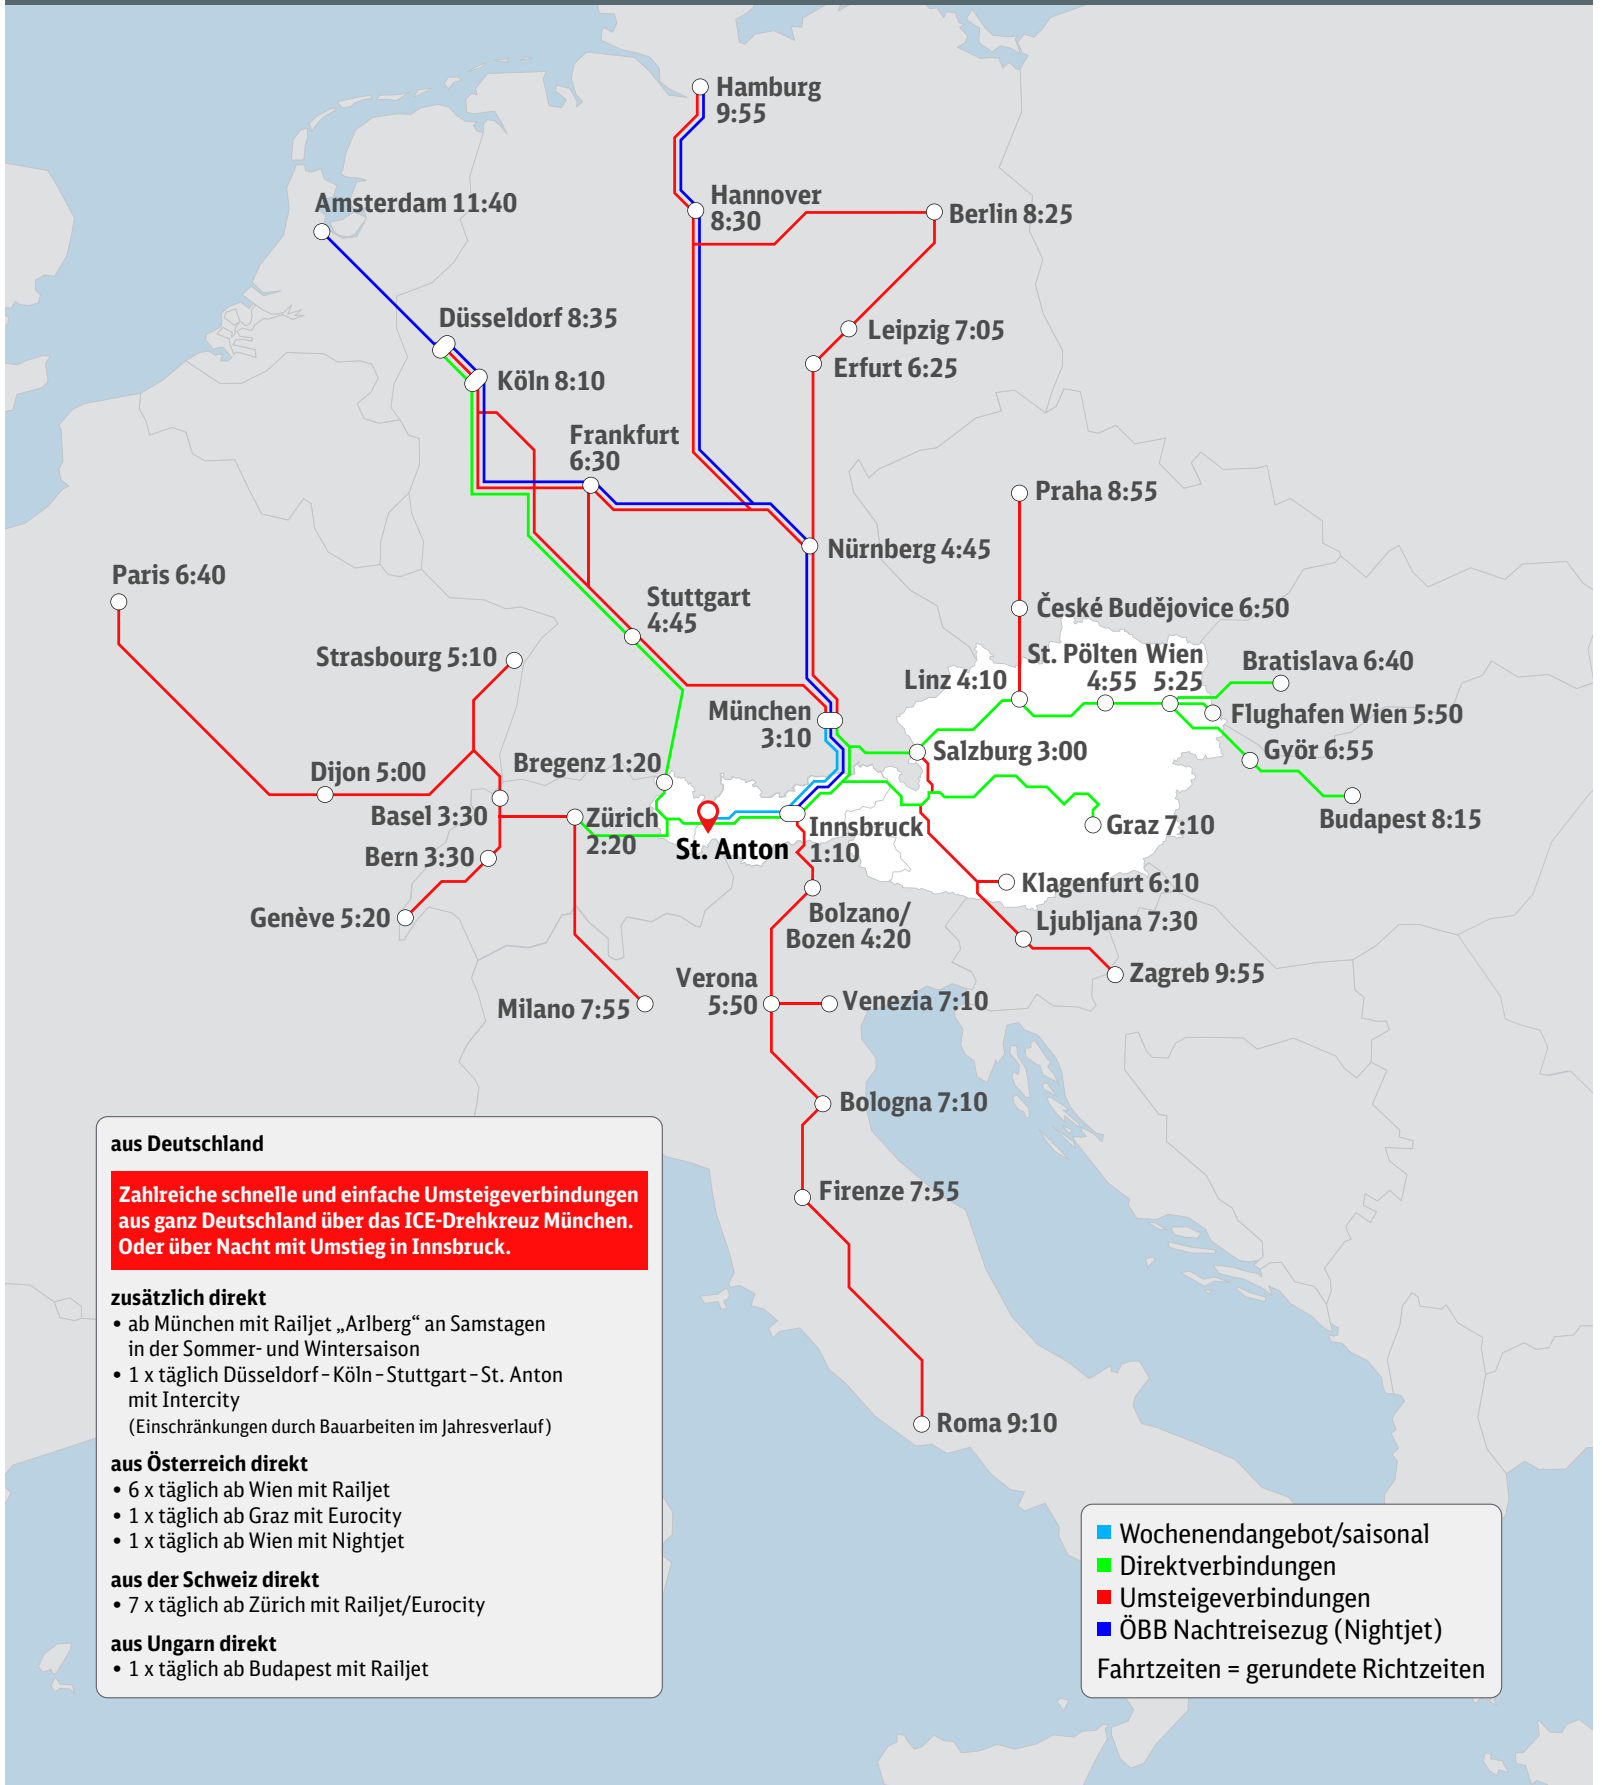 Hamburg
9:55
Hannover
8:30
Amsterdam 11:40
Berlin 8:25
Düsseldorf 8:35
Leipzig 7:05
Köln 8:10
Erfurt 6:25
Frankfurt
6:30
Praha 8:55
Nürnberg 4:45
Paris 6:40
Stuttgart
4:45
České Budějovice 6:50
Strasbourg 5:10
St. Pölten
4:55
Wien
5:25
Bratislava 6:40
Linz 4:10
München
3:10
Flughafen Wien 5:50
Salzburg 3:00
Györ 6:55
Dijon 5:00
Bregenz 1:20
Basel 3:30
Zürich
2:20
Innsbruck
1:10
St. Anton
Graz 7:10
Budapest 8:15
Bern 3:30
Klagenfurt 6:10
Genève 5:20
Bolzano/
Bozen 4:20
Ljubljana 7:30
Zagreb 9:55
Verona
5:50
Milano 7:55
Venezia 7:10
Bologna 7:10
Firenze 7:55
Roma 9:10
aus Deutschland
Zahlreiche schnelle und einfache Umsteigeverbindungen
aus ganz Deutschland über das ICE-Drehkreuz München.
Oder über Nacht mit Umstieg in Innsbruck.
zusätzlich direkt
• ab München mit Railjet „Arlberg“ an Samstagen
in der Sommer- und Wintersaison
• 1 x täglich Düsseldorf – Köln – Stuttgart – St. Anton
mit Intercity
(Einschränkungen durch Bauarbeiten im Jahresverlauf)
aus Österreich direkt
• 6 x täglich ab Wien mit Railjet
• 1 x täglich ab Graz mit Eurocity
• 1 x täglich ab Wien mit Nightjet
aus der Schweiz direkt
• 7 x täglich ab Zürich mit Railjet/Eurocity
aus Ungarn direkt
• 1 x täglich ab Budapest mit Railjet
Wochenendangebot/saisonal
Direktverbindungen
Umsteigeverbindungen
ÖBB Nachtreisezug (Nightjet)
Fahrtzeiten = gerundete Richtzeiten